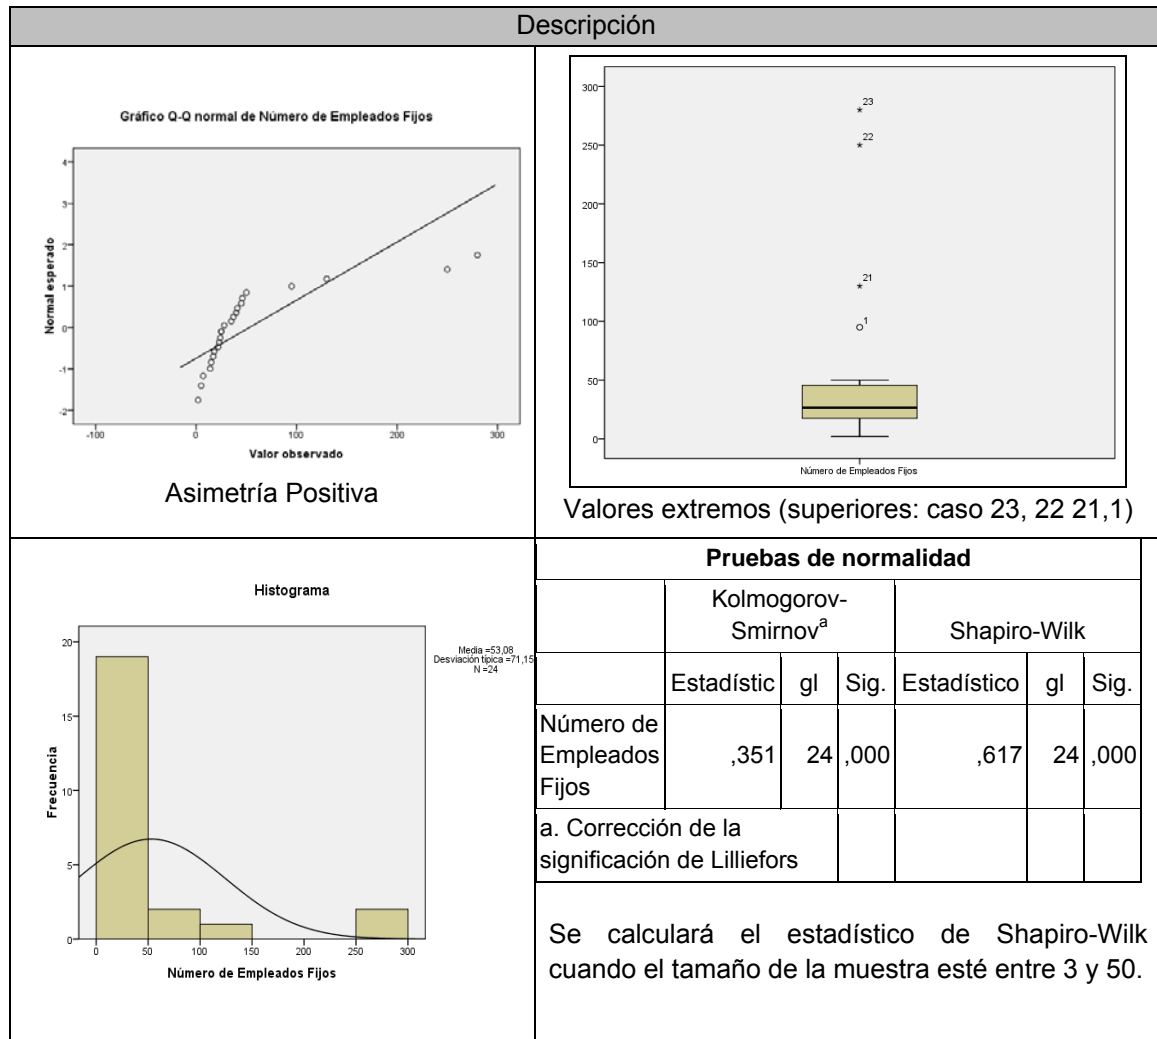 Descripción
Gráfico Q-Q normal de Número de Empleados Fijos
Normal esperado
4
3
2
1
0
-1
-2
-100
0
100
200
300
Valor observado
Asimetría Positiva
300
250
200
150
100
50
0
23
22
21
1
Número de Empleados Fijos
Valores extremos (superiores: caso 23, 22 21,1)
Histograma
Frecuencia
20
15
10
5
0
0
50
100
150
200
250
300
Número de Empleados Fijos
Media =53,08
Desviación típica =71,15
N =24
Pruebas de normalidad
Kolmogorov-
Smirnovᵃ
Shapiro-Wilk
Estadístic gl Sig. Estadístico gl Sig.
Número de
Empleados ,351 24 ,000 ,617 24 ,000
Fijos
a. Corrección de la
significación de Lilliefors
Se calculará el estadístico de Shapiro-Wilk
cuando el tamaño de la muestra esté entre 3 y 50.